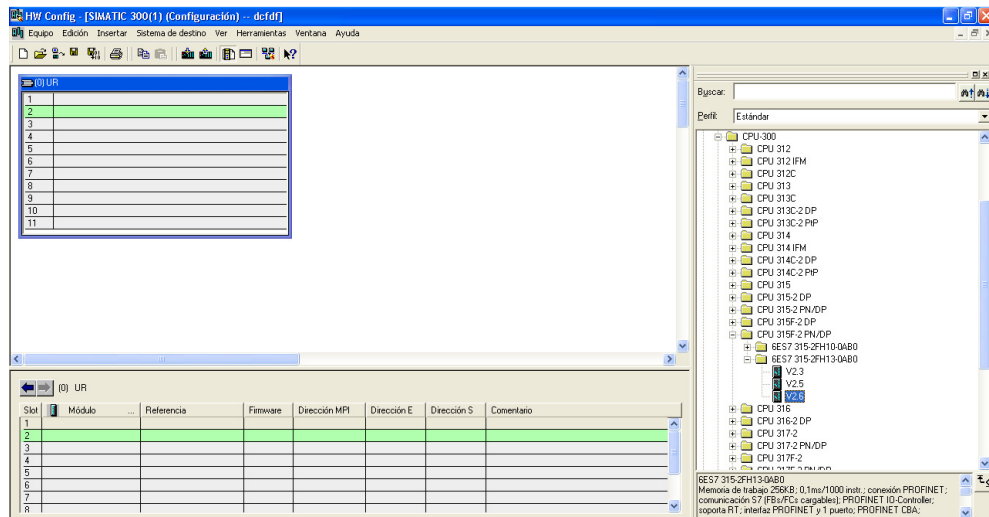 HW Config - [SIMATIC 300(1) (Configuración) -- dcfdf]
Equipo Edición Insertar Sistema de destino Ver Herramientas Ventana Ayuda
(0) UR
1
2
3
4
5
6
7
8
9
10
11
Buscar:
Perfil: Estándar
CPU-300
CPU 312
CPU 312 IFM
CPU 312C
CPU 313
CPU 313C
CPU 313C-2 DP
CPU 313C-2 PtP
CPU 314
CPU 314 IFM
CPU 314C-2 DP
CPU 314C-2 PtP
CPU 315
CPU 315-2 DP
CPU 315-2 PN/DP
CPU 315F-2 DP
CPU 315F-2 PN/DP
6ES7 315-2FH10-0AB0
6ES7 315-2FH13-0AB0
V2.3
V2.5
V2.6
CPU 316
CPU 316-2 DP
CPU 317-2
CPU 317-2 PN/DP
CPU 317F-2
CPU 317F-2 PN/DP
(0) UR
Slot Módulo ... Referencia Firmware Dirección MPI Dirección E Dirección S Comentario
1
2
3
4
5
6
7
8
6ES7 315-2FH13-0AB0
Memoria de trabajo 256KB; 0,1ms/1000 instr.; conexión PROFINET;
comunicación S7 (FBs/FCs cargables); PROFINET IO-Controller;
soporta RT; interfaz PROFINET y 1 puerto; PROFINET CBA;